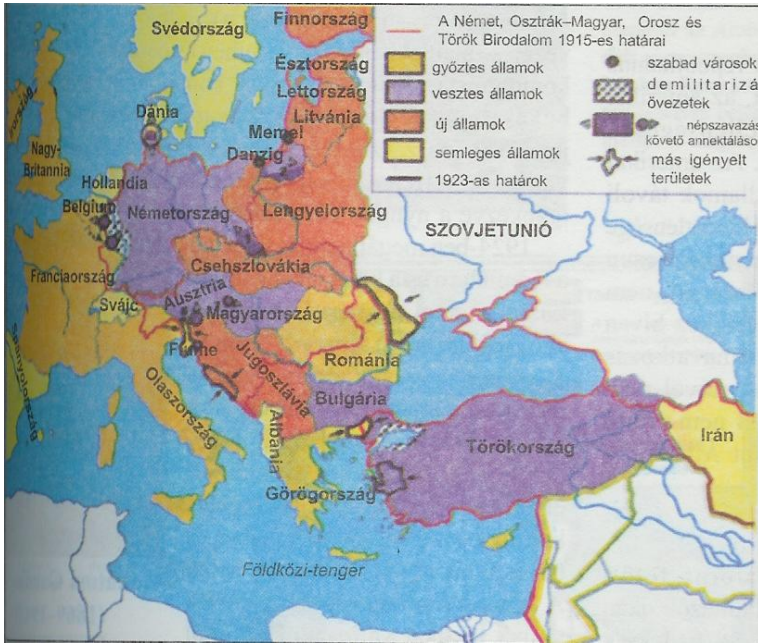 A Német, Osztrák–Magyar, Orosz és
Török Birodalom 1915-es határai
győztes államok
vesztes államok
új államok
semleges államok
1923-as határok
szabad városok
demilitarizá
övezetek
népszavazás
követő annektáláso
más igényelt
területek
Finnország
Svédország
Észtország
Lettország
Litvánia
Dánia
Memel
Danzig
Nagy-
Britannia
Hollandia
Belgium
Németország
Lengyelország
SZOVJETUNIÓ
Csehszlovákia
Franciaország
Ausztria
Svájc
Magyarország
Fiume
Románia
Jugoszlávia
Olaszország
Bulgária
Albánia
Törökország
Irán
Görögország
Spanyolország
Földközi-tenger